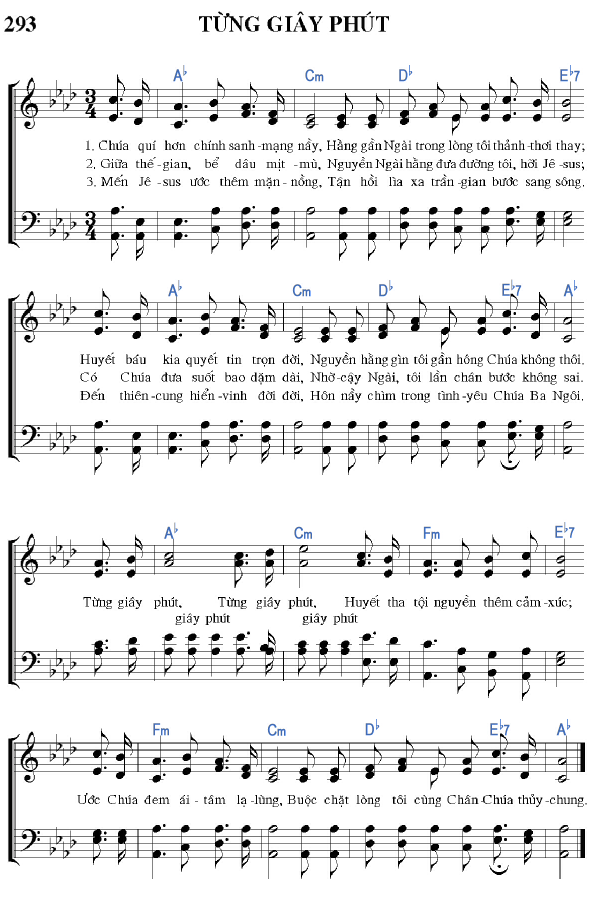 293 TỪNG GIÂY PHÚT
A♭ Cm D♭ E♭7
1. Chúa quí hơn chính sanh-mạng nầy, Hằng gần Ngài trong lòng tôi thảnh-thơi thay;
2. Giữa thế-gian, bể dâu mịt-mù, Nguyền Ngài hằng đưa đường tôi, hỡi Jê-sus;
3. Mến Jê-sus ước thêm mặn-nồng, Tận hồi lìa xa trần-gian bước sang sông.
A♭ Cm D♭ E♭7 A♭
Huyết báu kia quyết tin trọn đời, Nguyền hằng gìn tôi gần hông Chúa không thôi.
Có Chúa đưa suốt bao dặm dài, Nhờ-cậy Ngài, tôi lần chân bước không sai.
Đến thiên-cung hiển-vinh đời đời, Hồn nầy chìm trong tình-yêu Chúa Ba Ngôi.
A♭ Cm Fm E♭7
Từng giây phút, Từng giây phút, Huyết tha tội nguyền thêm cảm-xúc;
giây phút giây phút
Fm Cm D♭ E♭7 A♭
Ước Chúa đem ái-tâm lạ-lùng, Buộc chặt lòng tôi cùng Chân-Chúa thủy-chung.